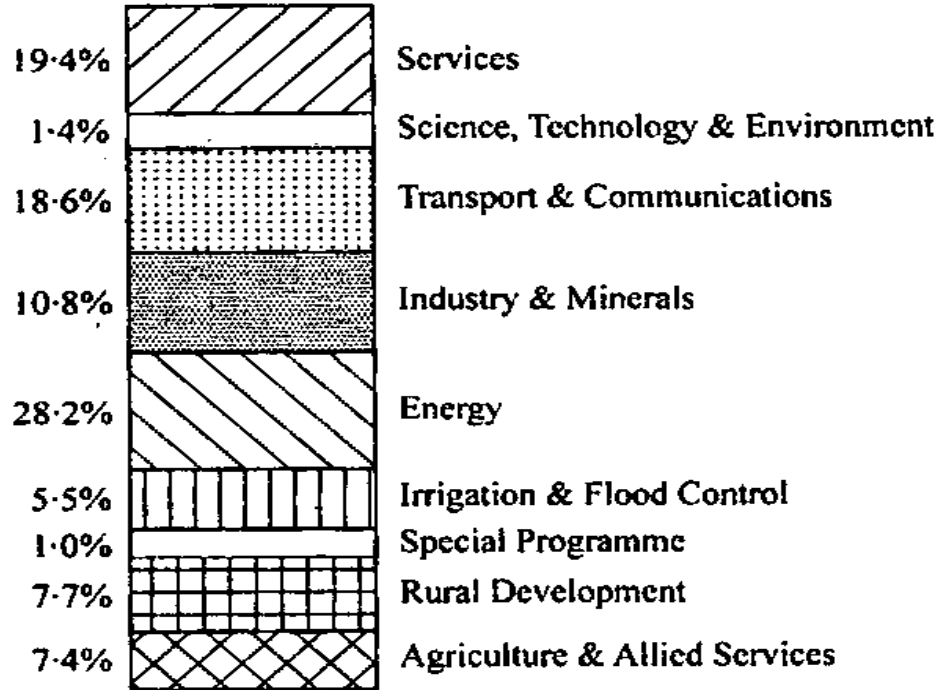 19·4% Services
1·4% Science, Technology & Environment
18·6% Transport & Communications
10·8% Industry & Minerals
28·2% Energy
5·5% Irrigation & Flood Control
1·0% Special Programme
7·7% Rural Development
7·4% Agriculture & Allied Services